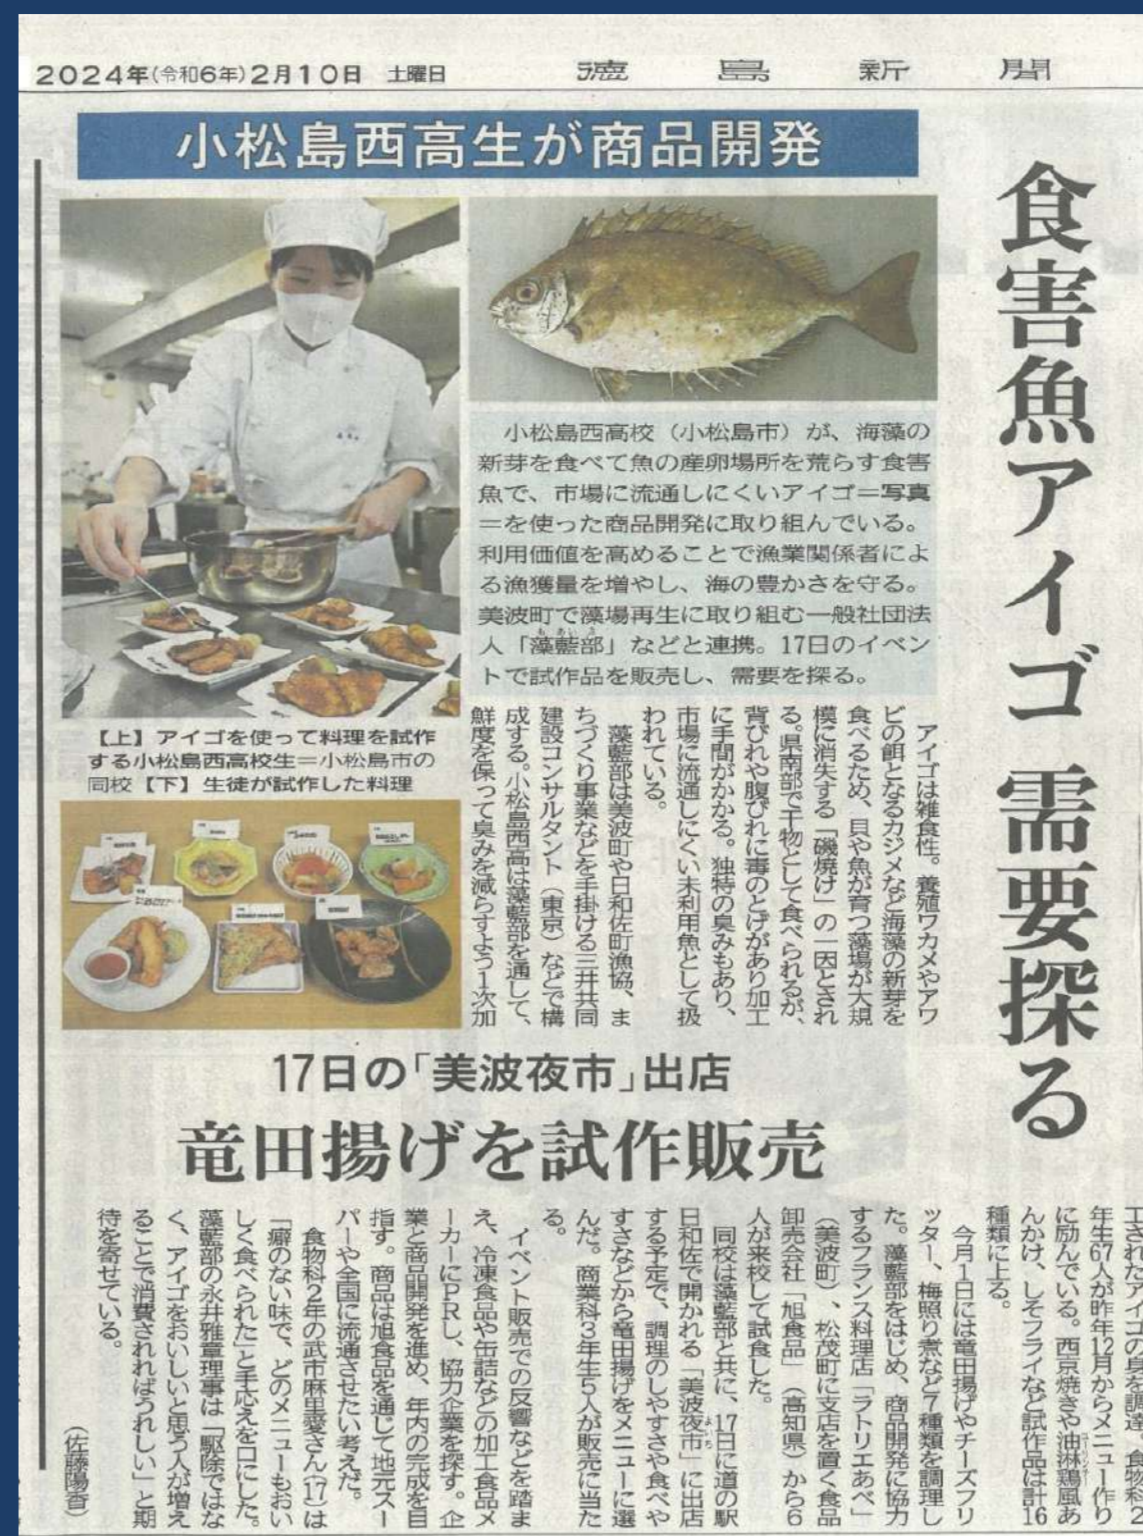 2024年(令和6年)2月10日 土曜日
徳島新聞
小松島西高生が商品開発
食害魚アイゴ 需要探る
小松島西高校（小松島市）が、海藻の
新芽を食べて魚の産卵場所を荒らす食害
魚で、市場に流通しにくいアイゴ＝写真
＝を使った商品開発に取り組んでいる。
利用価値を高めることで漁業関係者によ
る漁獲量を増やし、海の豊かさを守る。
美波町で藻場再生に取り組む一般社団法
人「藻藍部」などと連携。17日のイベン
トで試作品を販売し、需要を探る。
【上】アイゴを使って料理を試作
する小松島西高校生＝小松島市の
同校【下】生徒が試作した料理
アイゴは雑食性。養殖ワカメやアワ
ビの餌となるカジメなど海藻の新芽を
食べるため、貝や魚が育つ藻場が大規
模に消失する「磯焼け」の一因とされ
る。県南部で干物として食べられるが、
背びれや腹びれに毒のとげがあり加工
に手間がかかる。独特の臭みもあり、
市場に流通しにくい未利用魚として扱
われている。
藻藍部は美波町や日和佐町漁協、ま
ちづくり事業などを手掛ける三井共同
建設コンサルタント（東京）などで構
成する。小松島西高は藻藍部を通して、
鮮度を保って臭みを減らすよう1次加
17日の「美波夜市」出店
竜田揚げを試作販売
工されたアイゴの身を調達。食物科2
年生67人が昨年12月からメニュー作り
に励んでいる。西京焼きや油淋鶏風あ
んかけ、しそフライなど試作品は計16
種類に上る。
今月1日には竜田揚げやチーズフリ
ッター、梅照り煮など7種類を調理し
た。藻藍部をはじめ、商品開発に協力
するフランス料理店「ラトリエあべ」
（美波町）、松茂町に支店を置く食品
卸売会社「旭食品」（高知県）から6
人が来校して試食した。
同校は藻藍部と共に、17日に道の駅
日和佐で開かれる「美波夜市」に出店
する予定で、調理のしやすさや食べや
すさなどから竜田揚げをメニューに選
んだ。商業科3年生5人が販売に当た
る。
イベント販売での反響などを踏ま
え、冷凍食品や缶詰などの加工食品メ
ーカーにPRし、協力企業を探す。企
業と商品開発を進め、年内の完成を目
指す。商品は旭食品を通じて地元スー
パーや全国に流通させたい考えだ。
食物科2年の武市麻里愛さん(17)は
「癖のない味で、どのメニューもおい
しく食べられた」と手応えを口にした。
藻藍部の永井雅章理事は「駆除ではな
く、アイゴをおいしいと思う人が増え
ることで消費されればうれしい」と期
待を寄せている。
（佐藤陽香）